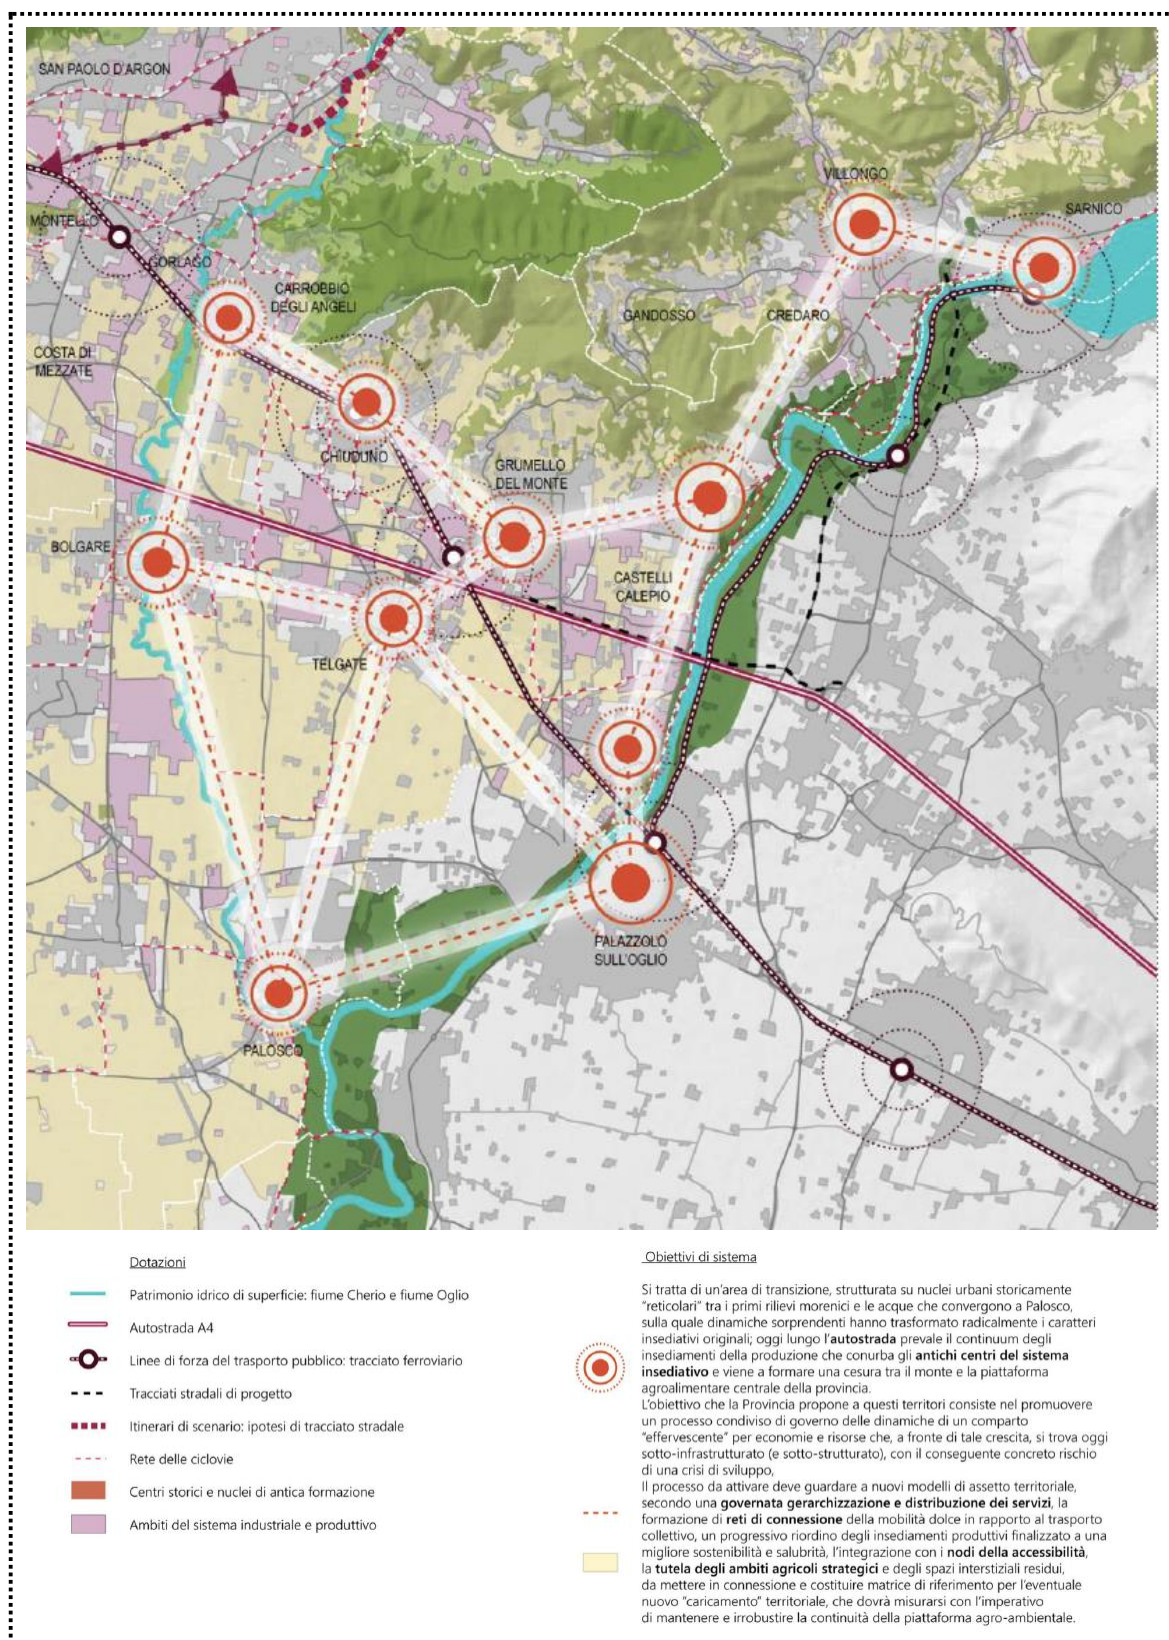 SAN PAOLO D'ARGON
VILLONGO
SARNICO
MONTELLO
GORLAGO
CARROBBIO
DEGLI ANGELI
GANDOSSO
CREDARO
COSTA DI
MEZZATE
CHIUDUNO
GRUMELLO
DEL MONTE
BOLGARE
CASTELLI
CALEPIO
TELGATE
PALAZZOLO
SULL'OGLIO
PALOSCO
Dotazioni
Patrimonio idrico di superficie: fiume Cherio e fiume Oglio
Autostrada A4
Linee di forza del trasporto pubblico: tracciato ferroviario
Tracciati stradali di progetto
Itinerari di scenario: ipotesi di tracciato stradale
Rete delle ciclovie
Centri storici e nuclei di antica formazione
Ambiti del sistema industriale e produttivo
Obiettivi di sistema
Si tratta di un'area di transizione, strutturata su nuclei urbani storicamente
"reticolari" tra i primi rilievi morenici e le acque che convergono a Palosco,
sulla quale dinamiche sorprendenti hanno trasformato radicalmente i caratteri
insediativi originali; oggi lungo l'autostrada prevale il continuum degli
insediamenti della produzione che conurba gli antichi centri del sistema
insediativo e viene a formare una cesura tra il monte e la piattaforma
agroalimentare centrale della provincia.
L'obiettivo che la Provincia propone a questi territori consiste nel promuovere
un processo condiviso di governo delle dinamiche di un comparto
"effervescente" per economie e risorse che, a fronte di tale crescita, si trova oggi
sotto-infrastrutturato (e sotto-strutturato), con il conseguente concreto rischio
di una crisi di sviluppo,
Il processo da attivare deve guardare a nuovi modelli di assetto territoriale,
secondo una governata gerarchizzazione e distribuzione dei servizi, la
formazione di reti di connessione della mobilità dolce in rapporto al trasporto
collettivo, un progressivo riordino degli insediamenti produttivi finalizzato a una
migliore sostenibilità e salubrità, l'integrazione con i nodi della accessibilità,
la tutela degli ambiti agricoli strategici e degli spazi interstiziali residui,
da mettere in connessione e costituire matrice di riferimento per l'eventuale
nuovo "caricamento" territoriale, che dovrà misurarsi con l'imperativo
di mantenere e irrobustire la continuità della piattaforma agro-ambientale.